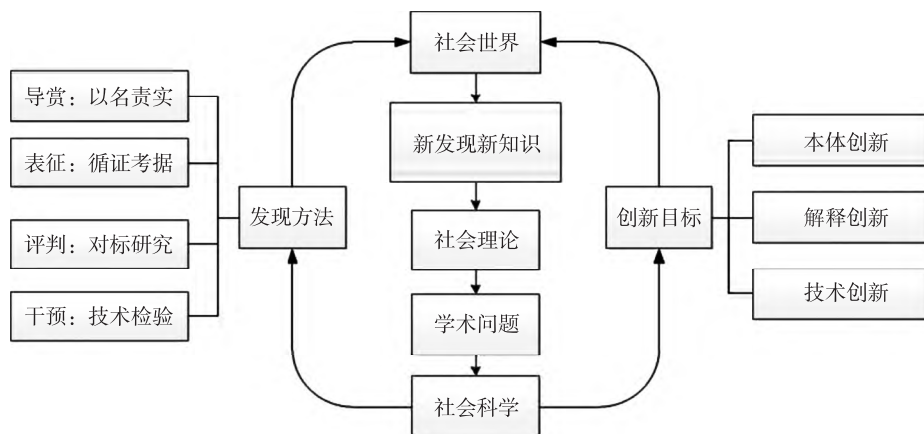 社会世界
导赏：以名责实
新发现新知识
本体创新
表征：循证考据
发现方法
创新目标
解释创新
社会理论
评判：对标研究
技术创新
学术问题
干预：技术检验
社会科学